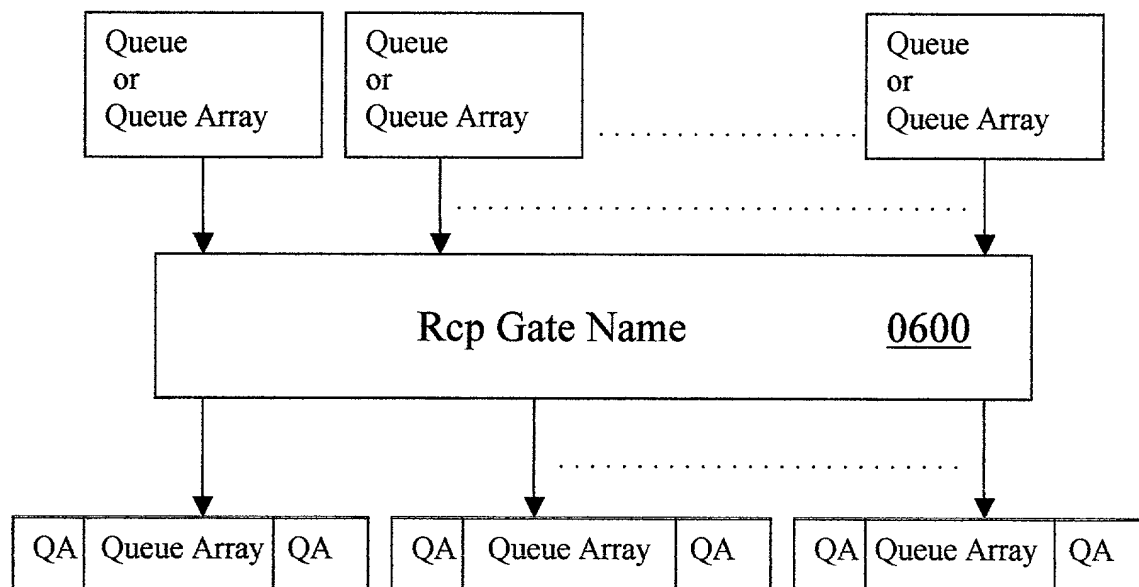 Queue
or
Queue Array
Queue
or
Queue Array
Queue
or
Queue Array
Rcp Gate Name 0600
QA Queue Array QA
QA Queue Array QA
QA Queue Array QA